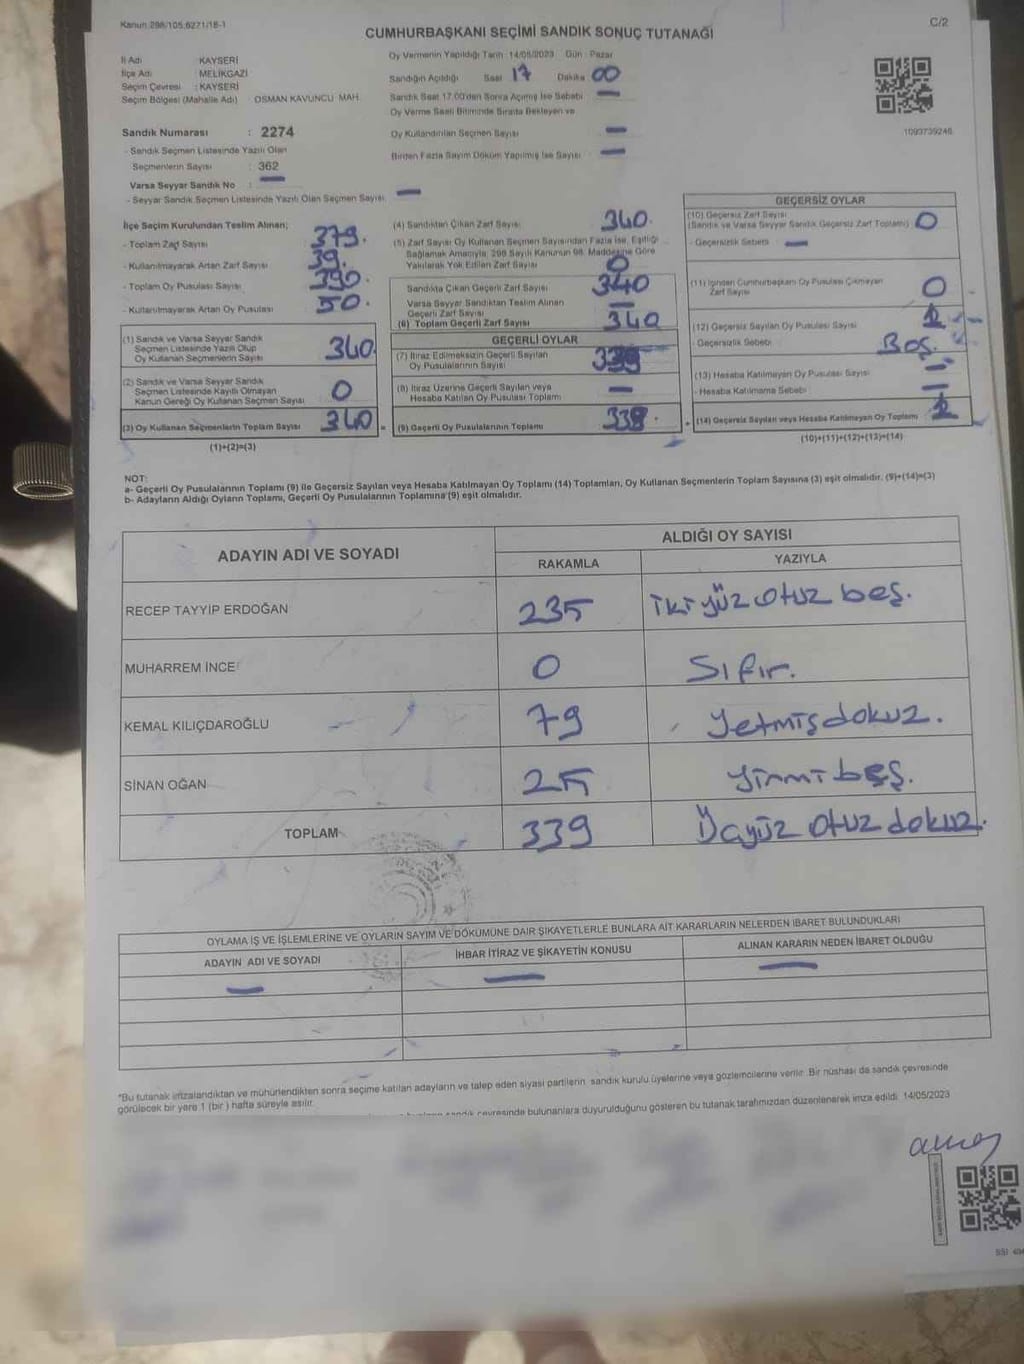 Kanun:298/105;6271/18-1
C/2
CUMHURBAŞKANI SEÇİMİ SANDIK SONUÇ TUTANAĞI
İl Adı : KAYSERİ
İlçe Adı : MELİKGAZİ
Seçim Çevresi : KAYSERİ
Seçim Bölgesi (Mahalle Adı) OSMAN KAVUNCU MAH.
Sandık Numarası : 2274
- Sandık Seçmen Listesinde Yazılı Olan
Seçmenlerin Sayısı : 362
Varsa Seyyar Sandık No : —
- Seyyar Sandık Seçmen Listesinde Yazılı Olan Seçmen Sayısı —
Oy Vermenin Yapıldığı Tarih : 14/05/2023 Gün : Pazar
Sandığın Açıldığı Saat 17 Dakika 00
Sandık Saat 17.00'den Sonra Açılmış İse Sebebi —
Oy Verme Saati Bitiminde Sırada Bekleyen ve
Oy Kullandırılan Seçmen Sayısı —
Birden Fazla Sayım Döküm Yapılmış İse Sayısı —
1093739246
İlçe Seçim Kurulundan Teslim Alınan;
- Toplam Zarf Sayısı 379.
- Kullanılmayarak Artan Zarf Sayısı 39.
- Toplam Oy Pusulası Sayısı 390.
- Kullanılmayarak Artan Oy Pusulası 50.
(1) Sandık ve Varsa Seyyar Sandık
Seçmen Listesinde Yazılı Olup
Oy Kullanan Seçmenlerin Sayısı 340.
(2) Sandık ve Varsa Seyyar Sandık
Seçmen Listesinde Kayıtlı Olmayan
Kanun Gereği Oy Kullanan Seçmen Sayısı 0
(3) Oy Kullanan Seçmenlerin Toplam Sayısı 340
(1)+(2)=(3)
(4) Sandıktan Çıkan Zarf Sayısı 340.
(5) Zarf Sayısı Oy Kullanan Seçmen Sayısından Fazla İse, Eşitliği
Sağlamak Amacıyla, 298 Sayılı Kanunun 98. Maddesine Göre
Yakılarak Yok Edilen Zarf Sayısı 0
Sandıkta Çıkan Geçerli Zarf Sayısı 340
Varsa Seyyar Sandıktan Teslim Alınan
Geçerli Zarf Sayısı —
(6) Toplam Geçerli Zarf Sayısı 340
GEÇERLİ OYLAR
(7) İtiraz Edilmeksizin Geçerli Sayılan
Oy Pusulalarının Sayısı 339
(8) İtiraz Üzerine Geçerli Sayılan veya
Hesaba Katılan Oy Pusulası Toplamı —
(9) Geçerli Oy Pusulalarının Toplamı 339.
GEÇERSİZ OYLAR
(10) Geçersiz Zarf Sayısı
(Sandık ve Varsa Seyyar Sandık Geçersiz Zarf Toplamı) 0
- Geçersizlik Sebebi —
(11) İçinden Cumhurbaşkanı Oy Pusulası Çıkmayan
Zarf Sayısı 0
(12) Geçersiz Sayılan Oy Pusulası Sayısı 1
- Geçersizlik Sebebi Boş.
(13) Hesaba Katılmayan Oy Pusulası Sayısı —
- Hesaba Katılmama Sebebi —
(14) Geçersiz Sayılan veya Hesaba Katılmayan Oy Toplamı 1
(10)+(11)+(12)+(13)=(14)
NOT:
a- Geçerli Oy Pusulalarının Toplamı (9) ile Geçersiz Sayılan veya Hesaba Katılmayan Oy Toplamı (14) Toplamları, Oy Kullanan Seçmenlerin Toplam Sayısına (3) eşit olmalıdır. (9)+(14)=(3)
b- Adayların Aldığı Oyların Toplamı, Geçerli Oy Pusulalarının Toplamına (9) eşit olmalıdır.
ADAYIN ADI VE SOYADI
ALDIĞI OY SAYISI
RAKAMLA YAZIYLA
RECEP TAYYİP ERDOĞAN 235 iki yüz otuz beş.
MUHARREM İNCE 0 Sıfır.
KEMAL KILIÇDAROĞLU 79 Yetmiş dokuz.
SİNAN OĞAN 25 Yirmi beş.
TOPLAM 339 Üçyüz otuz dokuz.
OYLAMA İŞ VE İŞLEMLERİNE VE OYLARIN SAYIM VE DÖKÜMÜNE DAİR ŞİKAYETLERLE BUNLARA AİT KARARLARIN NELERDEN İBARET BULUNDUKLARI
ADAYIN ADI VE SOYADI İHBAR İTİRAZ VE ŞİKAYETİN KONUSU ALINAN KARARIN NEDEN İBARET OLDUĞU
— — —
*Bu tutanak imzalandıktan ve mühürlendikten sonra seçime katılan adayların ve talep eden siyasi partilerin sandık kurulu üyelerine veya gözlemcilerine verilir. Bir nüshası da sandık çevresinde
görülecek bir yere 1 (bir) hafta süreyle asılır.
sandık çevresinde bulunanlara duyurulduğunu gösteren bu tutanak tarafımızdan düzenlenerek imza edildi. 14/05/2023